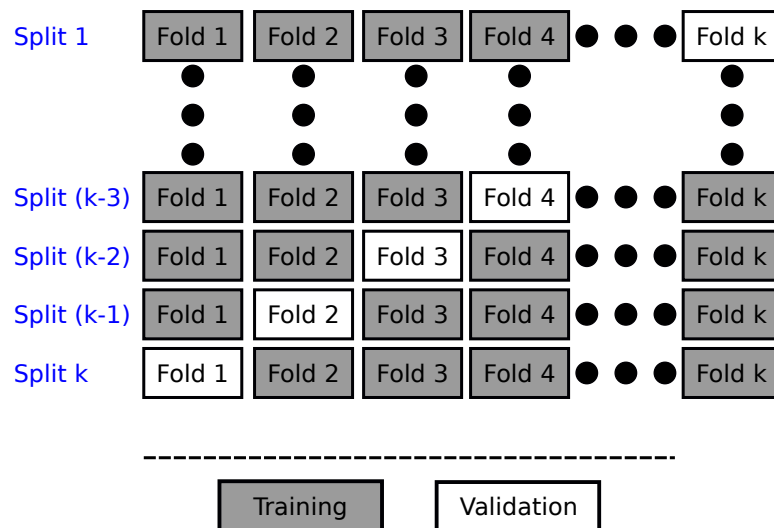 Split 1 Fold 1 Fold 2 Fold 3 Fold 4 Fold k
Split (k-3) Fold 1 Fold 2 Fold 3 Fold 4 Fold k
Split (k-2) Fold 1 Fold 2 Fold 3 Fold 4 Fold k
Split (k-1) Fold 1 Fold 2 Fold 3 Fold 4 Fold k
Split k Fold 1 Fold 2 Fold 3 Fold 4 Fold k
Training Validation